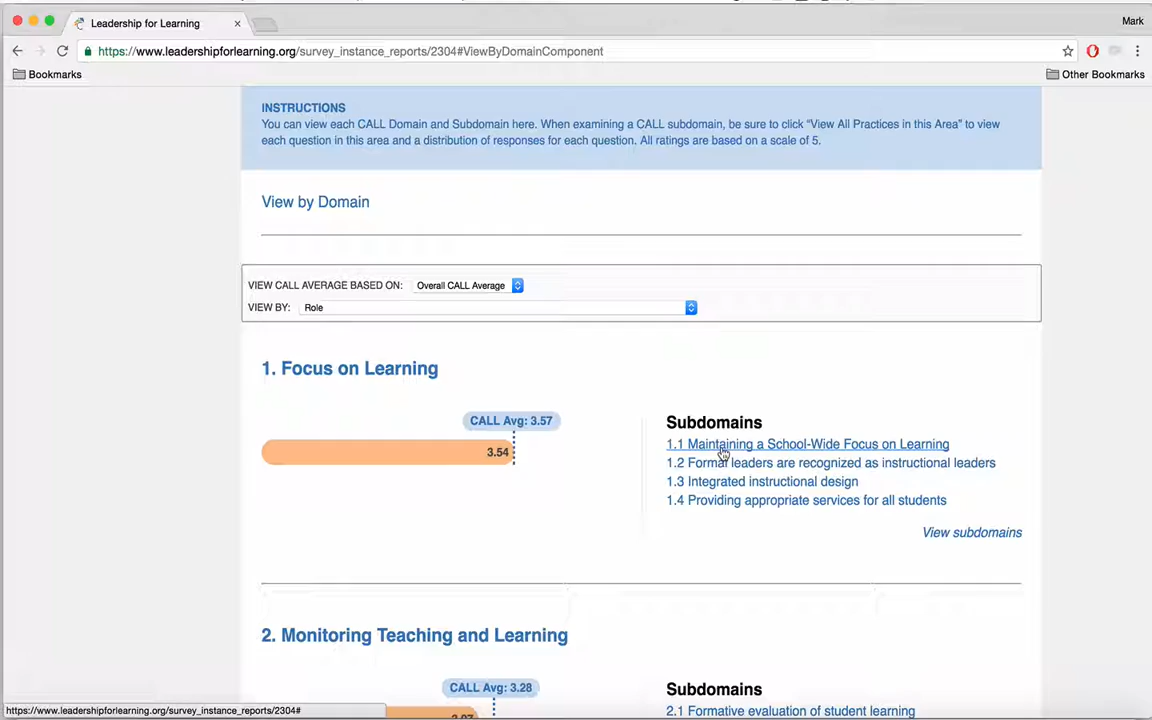 Leadership for Learning
Mark
https://www.leadershipforlearning.org/survey_instance_reports/2304#ViewByDomainComponent
Bookmarks
Other Bookmarks
INSTRUCTIONS
You can view each CALL Domain and Subdomain here. When examining a CALL subdomain, be sure to click “View All Practices in this Area” to view
each question in this area and a distribution of responses for each question. All ratings are based on a scale of 5.
View by Domain
VIEW CALL AVERAGE BASED ON: Overall CALL Average
VIEW BY: Role
1. Focus on Learning
CALL Avg: 3.57
3.54
Subdomains
1.1 Maintaining a School-Wide Focus on Learning
1.2 Formal leaders are recognized as instructional leaders
1.3 Integrated instructional design
1.4 Providing appropriate services for all students
View subdomains
2. Monitoring Teaching and Learning
CALL Avg: 3.28
Subdomains
2.1 Formative evaluation of student learning
https://www.leadershipforlearning.org/survey_instance_reports/2304#